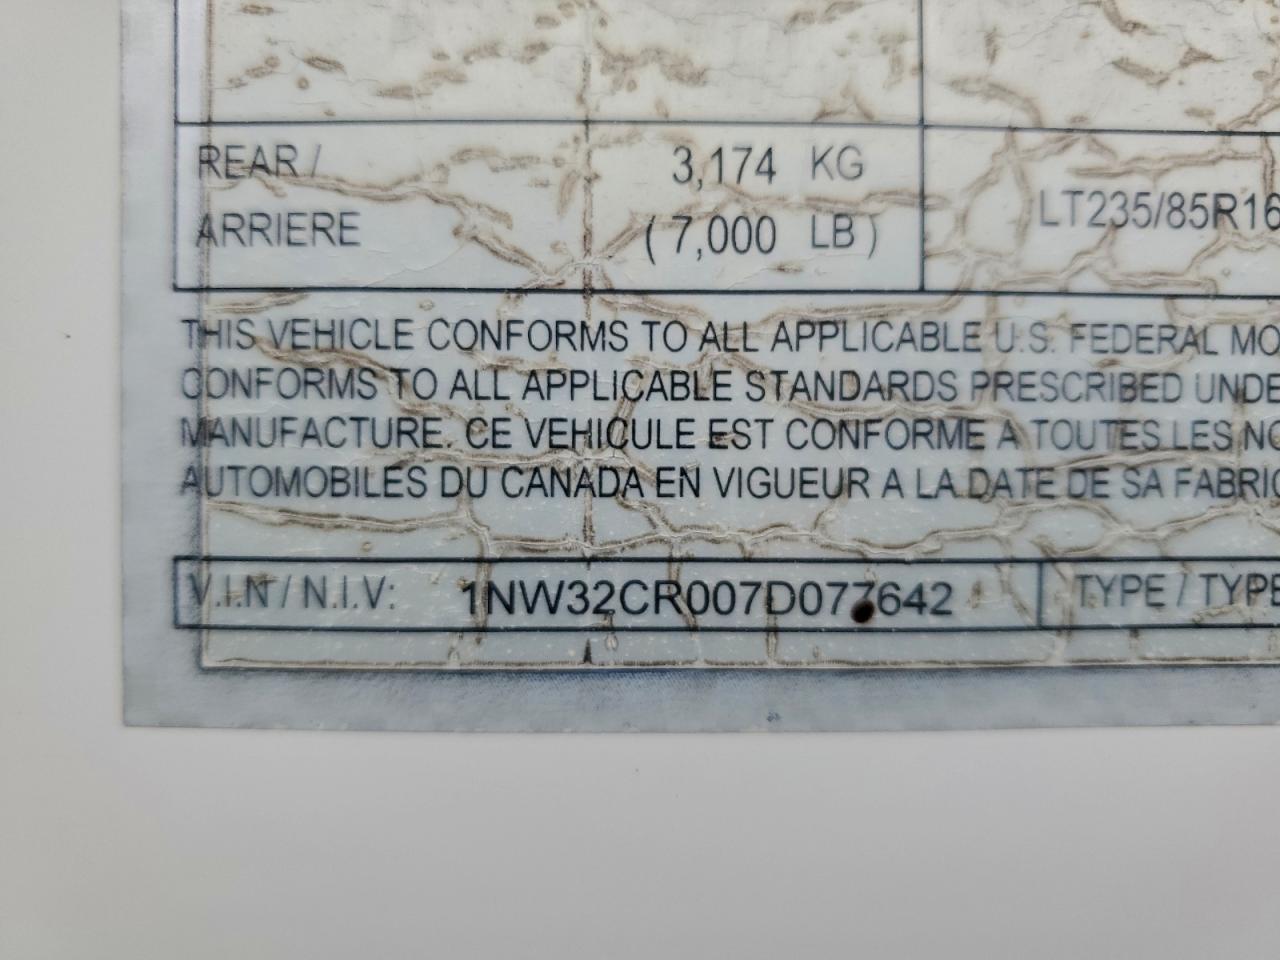 REAR /
3,174 KG
ARRIERE
( 7,000 LB )
LT235/85R16
THIS VEHICLE CONFORMS TO ALL APPLICABLE U.S. FEDERAL MO
CONFORMS TO ALL APPLICABLE STANDARDS PRESCRIBED UNDE
MANUFACTURE. CE VEHICULE EST CONFORME A TOUTES LES NO
AUTOMOBILES DU CANADA EN VIGUEUR A LA DATE DE SA FABRIC
V.I.N / N.I.V: 1NW32CR007D077642 TYPE / TYPE